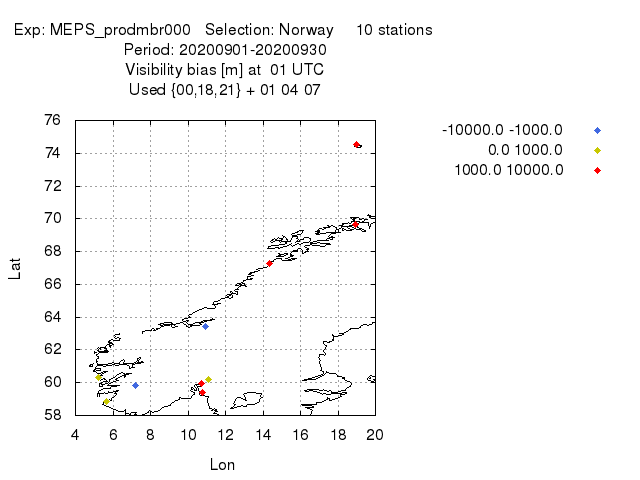 Exp: MEPS_prodmbr000   Selection: Norway     10 stations
Period: 20200901-20200930
Visibility bias [m] at  01 UTC
Used {00,18,21} + 01 04 07
-10000.0 -1000.0
0.0 1000.0
1000.0 10000.0
76
74
72
70
68
66
64
62
60
58
Lat
4 6 8 10 12 14 16 18 20
Lon